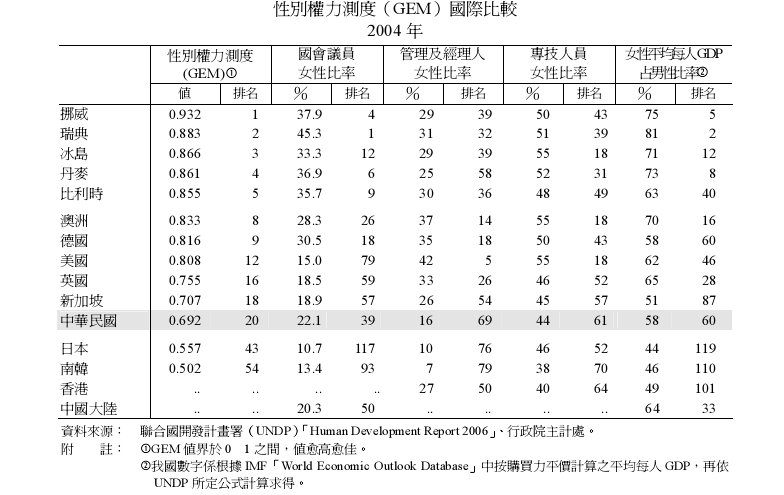 性別權力測度（GEM）國際比較
2004 年
性別權力測度 (GEM)① 國會議員 女性比率 管理及經理人 女性比率 專技人員 女性比率 女性平均每人GDP 占男性比率②
值 排名 % 排名 % 排名 % 排名 % 排名
挪威 0.932 1 37.9 4 29 39 50 43 75 5
瑞典 0.883 2 45.3 1 31 32 51 39 81 2
冰島 0.866 3 33.3 12 29 39 55 18 71 12
丹麥 0.861 4 36.9 6 25 58 52 31 73 8
比利時 0.855 5 35.7 9 30 36 48 49 63 40
澳洲 0.833 8 28.3 26 37 14 55 18 70 16
德國 0.816 9 30.5 18 35 18 50 43 58 60
美國 0.808 12 15.0 79 42 5 55 18 62 46
英國 0.755 16 18.5 59 33 26 46 52 65 28
新加坡 0.707 18 18.9 57 26 54 45 57 51 87
中華民國 0.692 20 22.1 39 16 69 44 61 58 60
日本 0.557 43 10.7 117 10 76 46 52 44 119
南韓 0.502 54 13.4 93 7 79 38 70 46 110
香港 .. .. .. .. 27 50 40 64 49 101
中國大陸 .. .. 20.3 50 .. .. .. .. 64 33
資料來源： 聯合國開發計畫署（UNDP）「Human Development Report 2006」、行政院主計處。
附 註： ①GEM 值界於 0 1 之間，值愈高愈佳。
②我國數字係根據 IMF「World Economic Outlook Database」中按購買力平價計算之平均每人 GDP，再依
UNDP 所定公式計算求得。